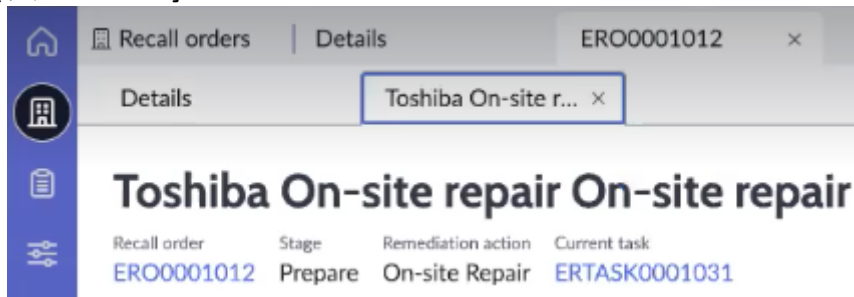 Recall orders Details ERO0001012 ×
Details Toshiba On-site r... ×
Toshiba On-site repair On-site repair
Recall order Stage Remediation action Current task
ERO0001012 Prepare On-site Repair ERTASK0001031